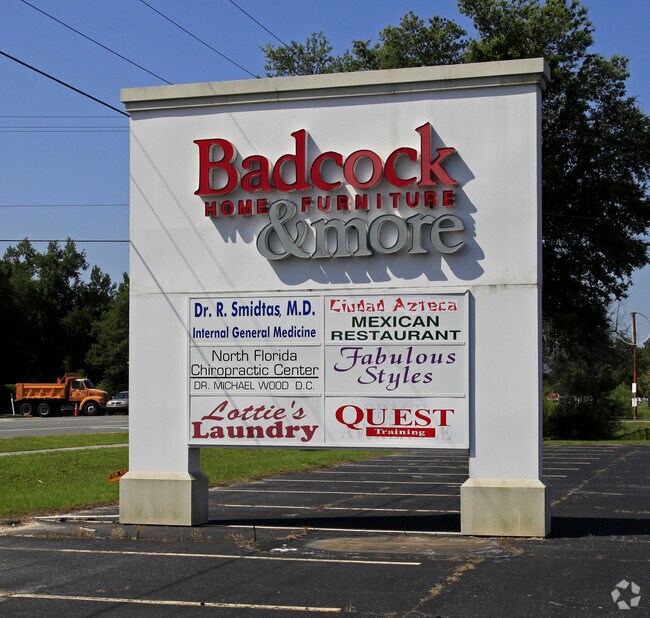 Badcock
HOME FURNITURE
&more
Dr. R. Smidtas, M.D.
Internal General Medicine
Ciudad Azteca
MEXICAN
RESTAURANT
North Florida
Chiropractic Center
DR. MICHAEL WOOD D.C.
Fabulous
Styles
Lottie's
Laundry
QUEST
Training